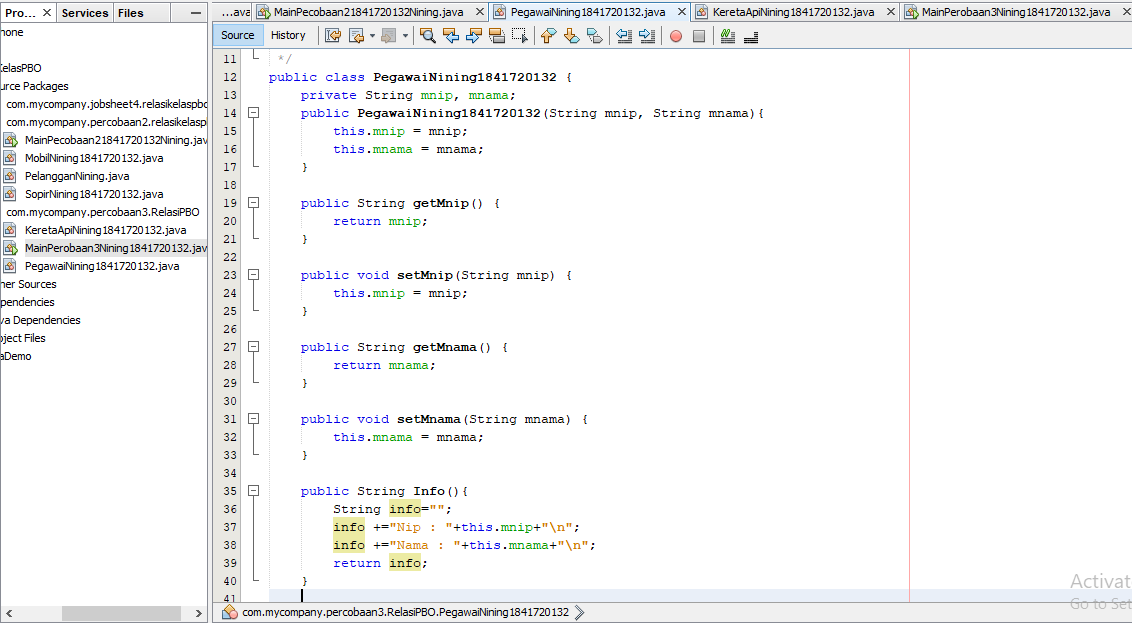 Pro... Services Files
...ava MainPecobaan21841720132Nining.java PegawaiNining1841720132.java KeretaApiNining1841720132.java MainPerobaan3Nining1841720132.java
Source History
none
KelasPBO
urce Packages
com.mycompany.jobsheet4.relasikelaspbo
com.mycompany.percobaan2.relasikelaspl
MainPecobaan21841720132Nining.jav
MobilNining1841720132.java
PelangganNining.java
SopirNining1841720132.java
com.mycompany.percobaan3.RelasiPBO
KeretaApiNining1841720132.java
MainPerobaan3Nining1841720132.jav
PegawaiNining1841720132.java
her Sources
pendencies
va Dependencies
oject Files
aDemo
11 */
12 public class PegawaiNining1841720132 {
13 private String mnip, mnama;
14 public PegawaiNining1841720132(String mnip, String mnama){
15 this.mnip = mnip;
16 this.mnama = mnama;
17 }
18
19 public String getMnip() {
20 return mnip;
21 }
22
23 public void setMnip(String mnip) {
24 this.mnip = mnip;
25 }
26
27 public String getMnama() {
28 return mnama;
29 }
30
31 public void setMnama(String mnama) {
32 this.mnama = mnama;
33 }
34
35 public String Info(){
36 String info="";
37 info +="Nip : "+this.mnip+"\n";
38 info +="Nama : "+this.mnama+"\n";
39 return info;
40 }
41
Activat
Go to Set
com.mycompany.percobaan3.RelasiPBO.PegawaiNining1841720132